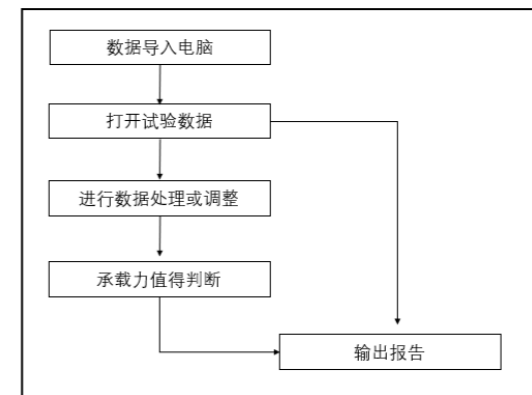 数据导入电脑
打开试验数据
进行数据处理或调整
承载力值得判断
输出报告